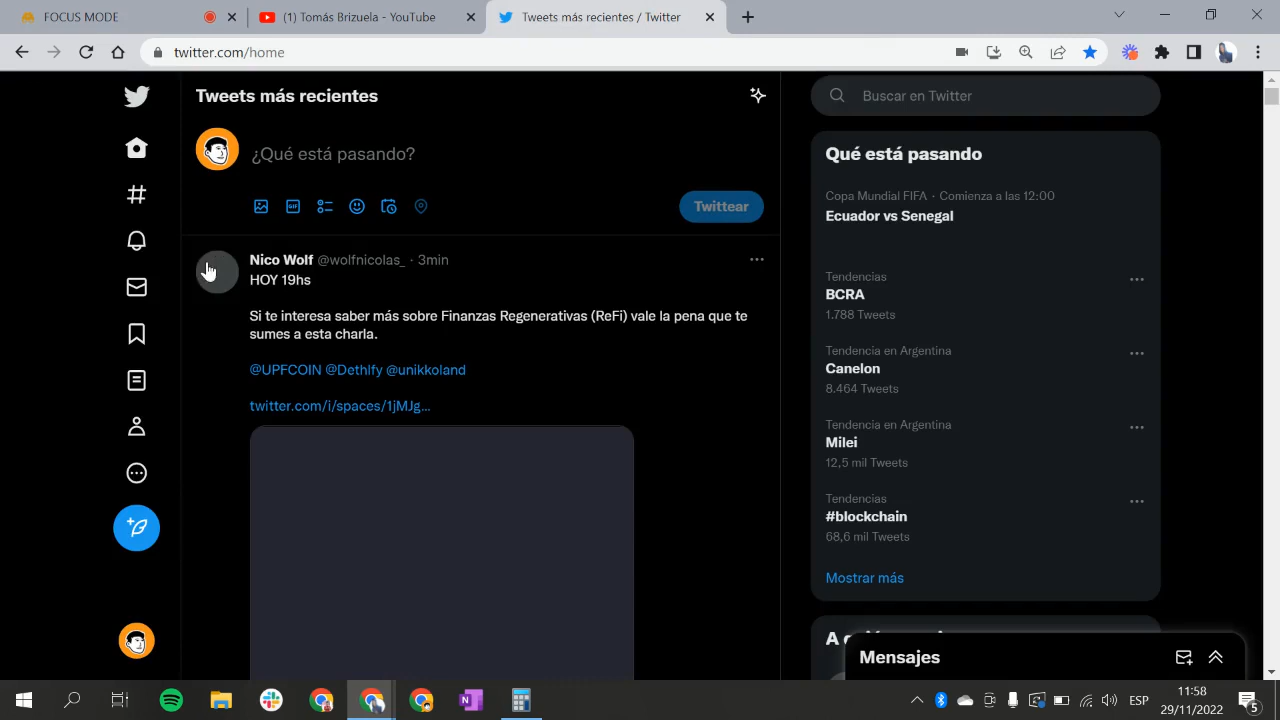 FOCUS MODE
(1) Tomás Brizuela - YouTube
Tweets más recientes / Twitter
twitter.com/home
Tweets más recientes
¿Qué está pasando?
GIF
Twittear
Nico Wolf @wolfnicolas_ · 3min
HOY 19hs
Si te interesa saber más sobre Finanzas Regenerativas (ReFi) vale la pena que te
sumes a esta charla.
@UPFCOIN @Dethlfy @unikkoland
twitter.com/i/spaces/1jMJg...
Buscar en Twitter
Qué está pasando
Copa Mundial FIFA · Comienza a las 12:00
Ecuador vs Senegal
Tendencias
BCRA
1.788 Tweets
Tendencia en Argentina
Canelon
8.464 Tweets
Tendencia en Argentina
Milei
12,5 mil Tweets
Tendencias
#blockchain
68,6 mil Tweets
Mostrar más
Mensajes
ESP
11:58
29/11/2022
5